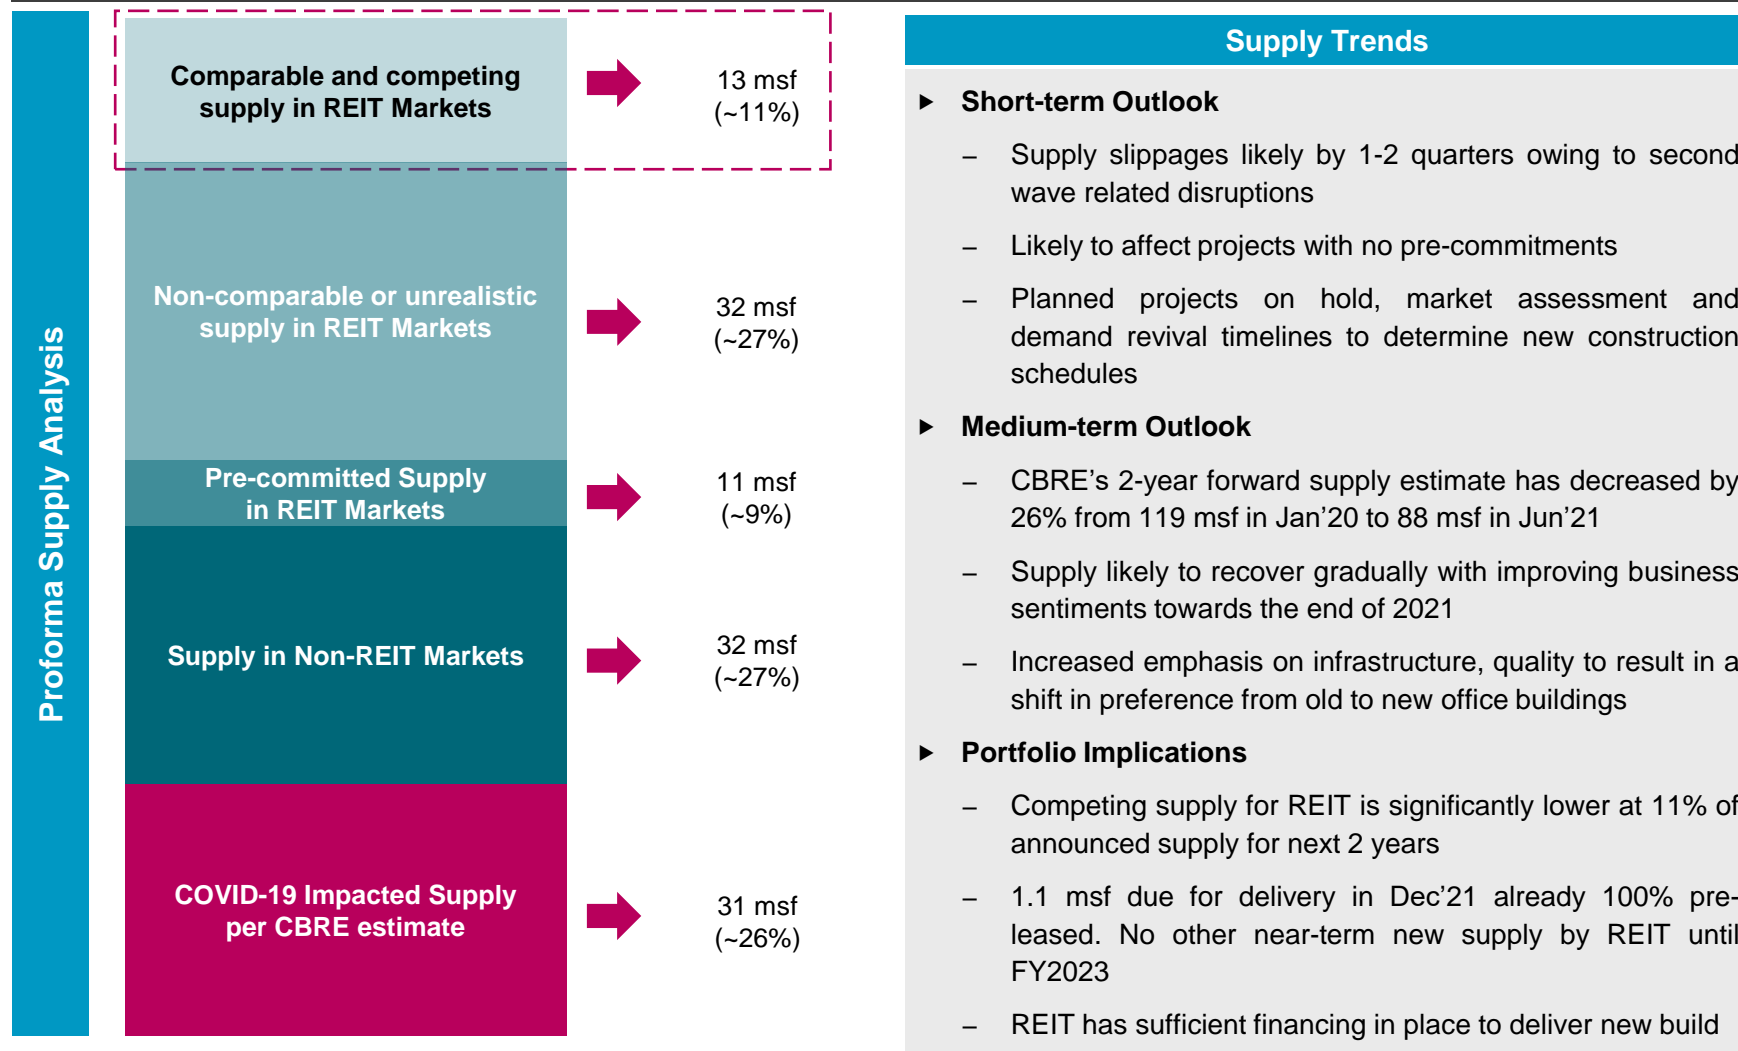 Proforma Supply Analysis
Comparable and competing
supply in REIT Markets
13 msf
(~11%)
Non-comparable or unrealistic
supply in REIT Markets
32 msf
(~27%)
Pre-committed Supply
in REIT Markets
11 msf
(~9%)
Supply in Non-REIT Markets
32 msf
(~27%)
COVID-19 Impacted Supply
per CBRE estimate
31 msf
(~26%)
Supply Trends
► Short-term Outlook
– Supply slippages likely by 1-2 quarters owing to second
wave related disruptions
– Likely to affect projects with no pre-commitments
– Planned projects on hold, market assessment and
demand revival timelines to determine new construction
schedules
► Medium-term Outlook
– CBRE’s 2-year forward supply estimate has decreased by
26% from 119 msf in Jan’20 to 88 msf in Jun’21
– Supply likely to recover gradually with improving business
sentiments towards the end of 2021
– Increased emphasis on infrastructure, quality to result in a
shift in preference from old to new office buildings
► Portfolio Implications
– Competing supply for REIT is significantly lower at 11% of
announced supply for next 2 years
– 1.1 msf due for delivery in Dec’21 already 100% pre-
leased. No other near-term new supply by REIT until
FY2023
– REIT has sufficient financing in place to deliver new build